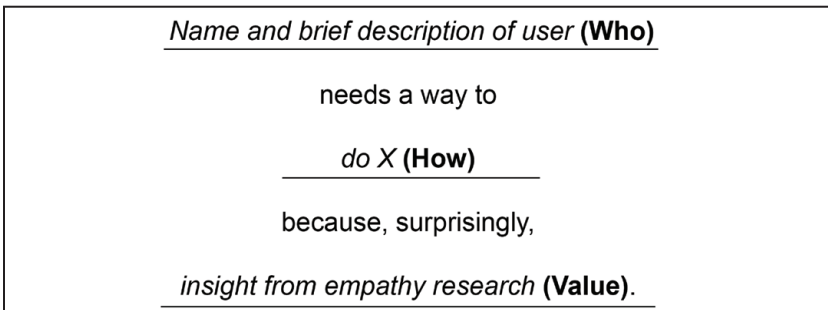 Name and brief description of user (Who)
needs a way to
do X (How)
because, surprisingly,
insight from empathy research (Value).